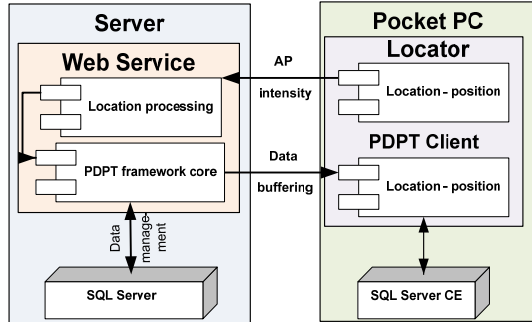 Server
Web Service
Location processing
PDPT framework core
Data
manage-
ment
SQL Server
AP
intensity
Data
buffering
Pocket PC
Locator
Location - position
PDPT Client
Location - position
SQL Server CE